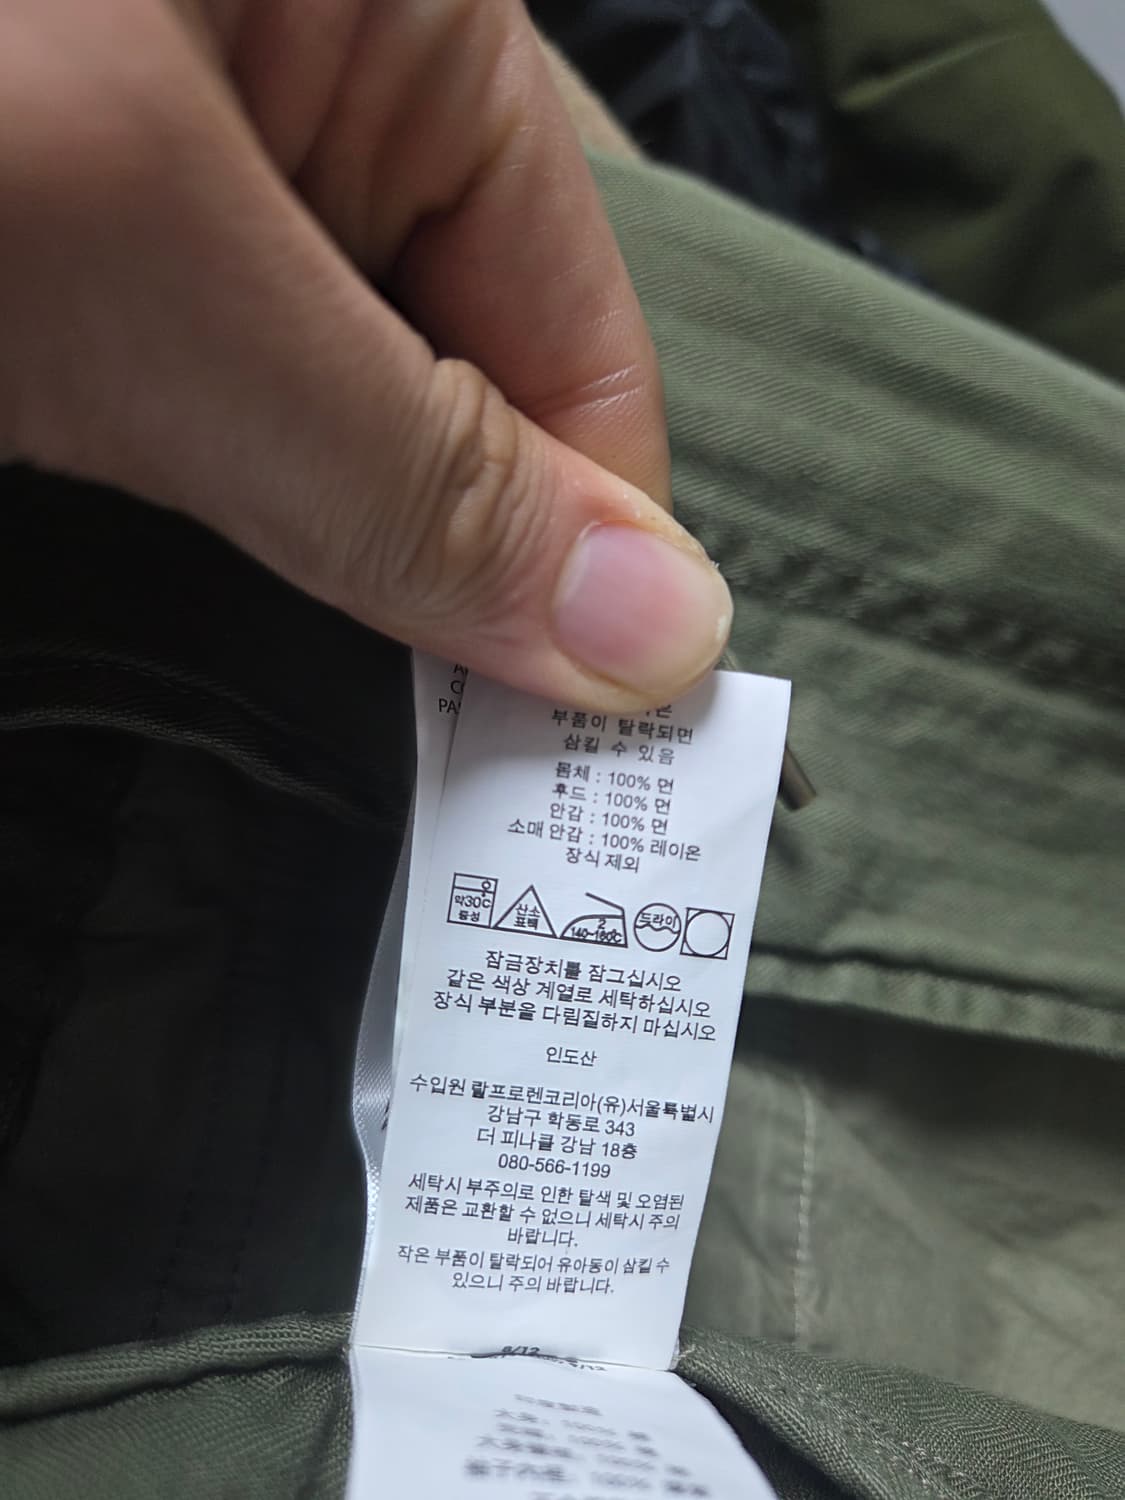 PA
부품이 탈락되면
삼킬 수 있음
몸체 : 100% 면
후드 : 100% 면
안감 : 100% 면
소매 안감 : 100% 레이온
장식 제외
약30℃
중성
산소
표백
2
140~160℃
드라이
잠금장치를 잠그십시오
같은 색상 계열로 세탁하십시오
장식 부분을 다림질하지 마십시오
인도산
수입원 랄프로렌코리아(유)서울특별시
강남구 학동로 343
더 피나클 강남 18층
080-566-1199
세탁시 부주의로 인한 탈색 및 오염된
제품은 교환할 수 없으니 세탁시 주의
바랍니다.
작은 부품이 탈락되어 유아동이 삼킬 수
있으니 주의 바랍니다.